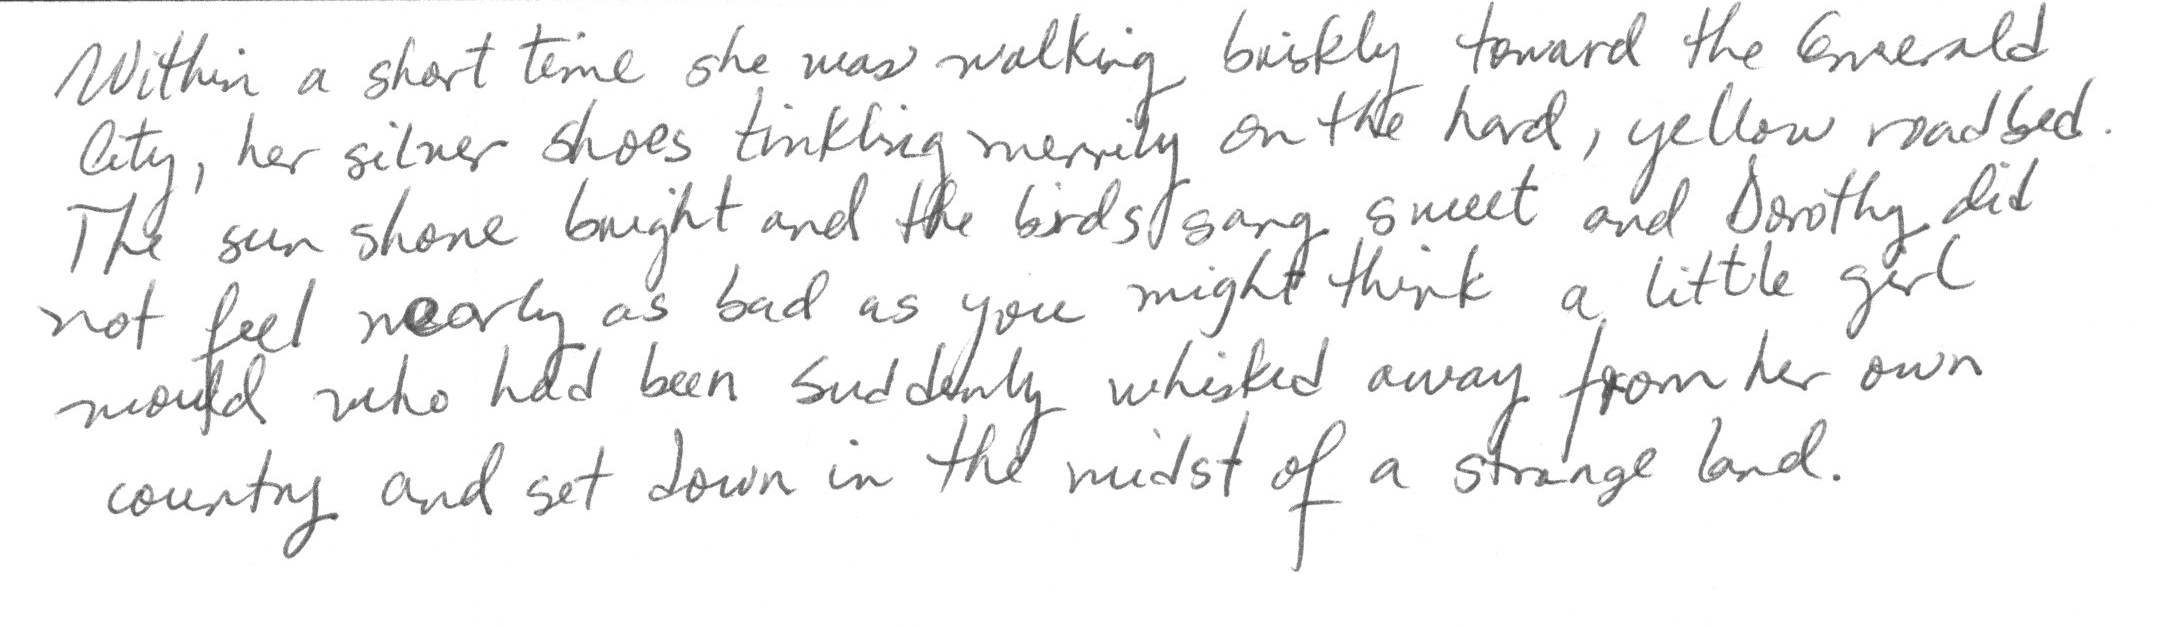 Within a short time she was walking briskly toward the Emerald
City, her silver shoes tinkling merrily on the hard, yellow roadbed.
The sun shone bright and the birds sang sweet and Dorothy did
not feel nearly as bad as you might think a little girl
would who had been suddenly whisked away from her own
country and set down in the midst of a strange land.